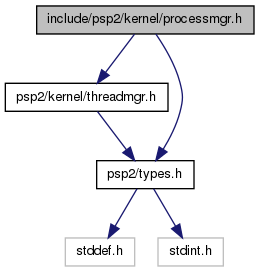 include/psp2/kernel/processmgr.h
psp2/kernel/threadmgr.h
psp2/types.h
stddef.h
stdint.h